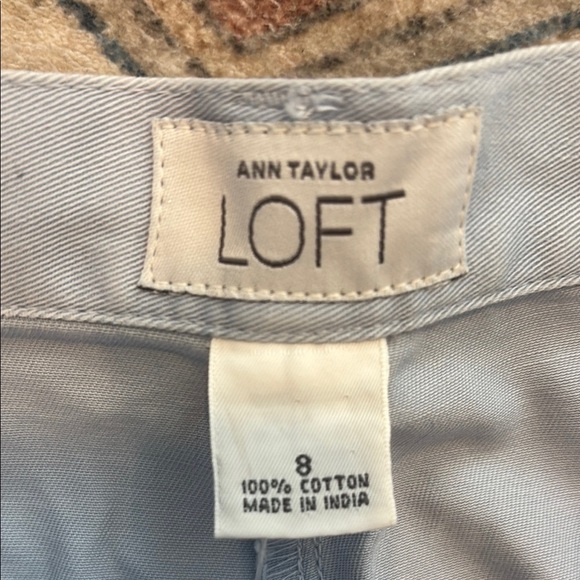 ANN TAYLOR
LOFT
8
100% COTTON
MADE IN INDIA